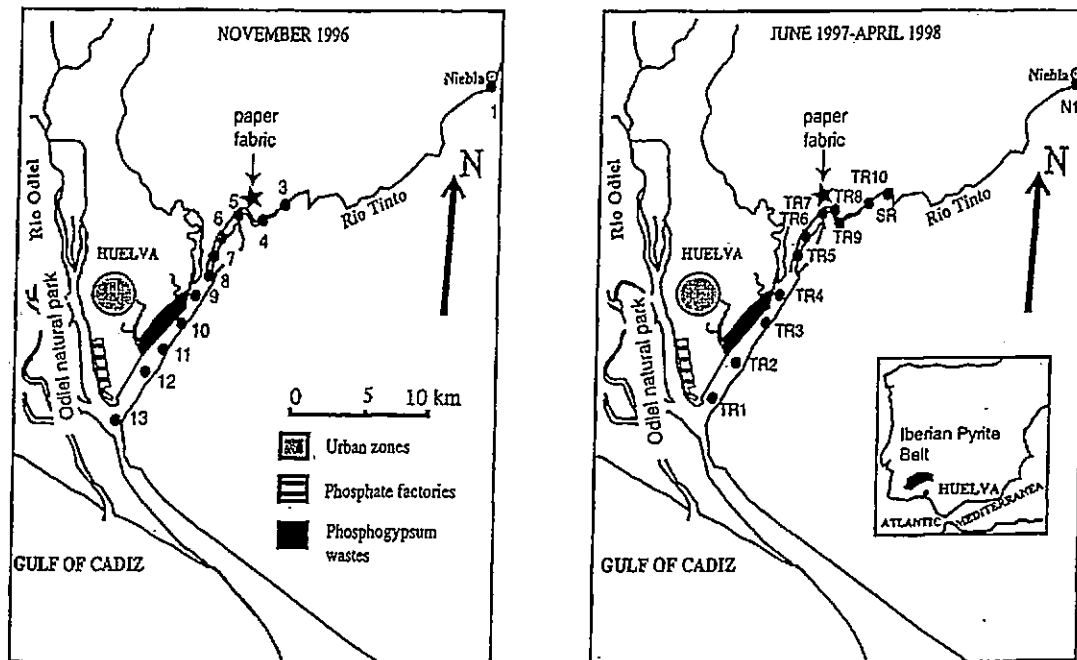 NOVEMBER 1996
Niebla
1
paper
fabric
N
3
5
4
Rio Tinto
6
7
8
9
10
11
12
13
Rio Odiel
HUELVA
Odiel natural park
0 5 10 km
Urban zones
Phosphate factories
Phosphogypsum
wastes
GULF OF CADIZ
JUNE 1997-APRIL 1998
Niebla
N1
paper
fabric
N
TR10
TR8
TR7
SR
Rio Tinto
TR6
TR9
TR5
TR4
TR3
TR2
TR1
Rio Odiel
HUELVA
Odiel natural park
Iberian Pyrite
Belt
HUELVA
ATLANTIC
MEDITERRANEA
GULF OF CADIZ